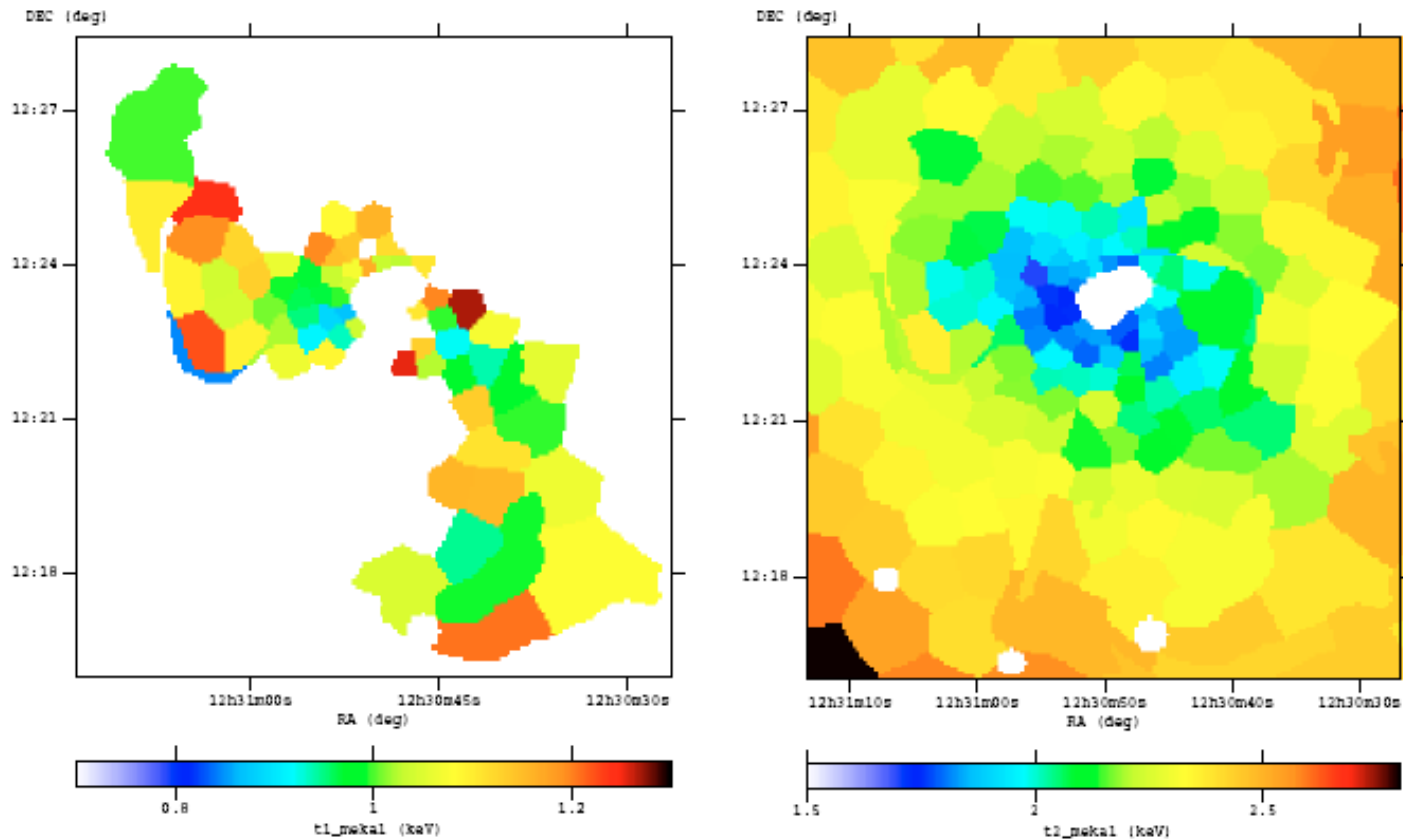 DEC (deg)
12:27
12:24
12:21
12:18
12h31m00s
12h30m45s
12h30m30s
RA (deg)
0.8
1
1.2
t1_mekal (keV)
DEC (deg)
12:27
12:24
12:21
12:18
12h31m10s
12h31m00s
12h30m50s
12h30m40s
12h30m30s
RA (deg)
1.5
2
2.5
t2_mekal (keV)